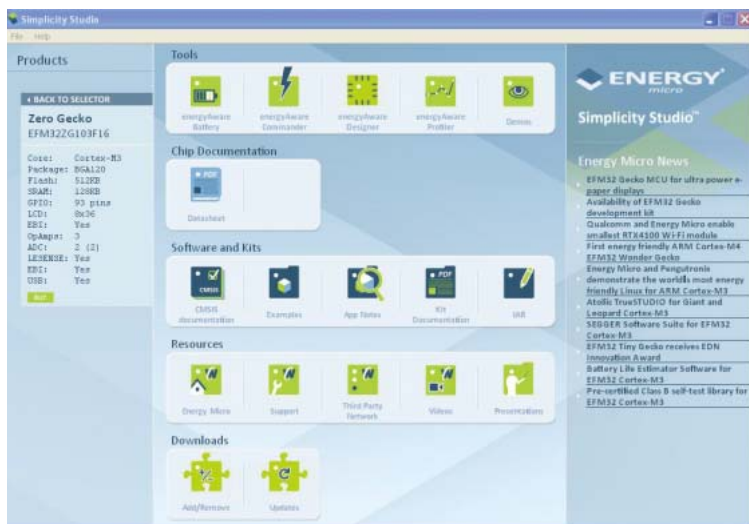 Simplicity Studio
File Help
Products
BACK TO SELECTOR
Zero Gecko
EFM32ZG103F16
Core: Cortex-M3
Package: BGA120
Flash: 512KB
SRAM: 128KB
GPIO: 93 pins
LCD: 8x36
EBI: Yes
OpAmps: 3
ADC: 2 (2)
LESENSE: Yes
EBI: Yes
USB: Yes
Tools
energyAware Battery
energyAware Commander
energyAware Designer
energyAware Profiler
Demos
Chip Documentation
PDF
Datasheet
Software and Kits
CMSIS
CMSIS documentation
Examples
App Notes
PDF
Kit Documentation
IAR
Resources
Energy Micro
Support
Third Party Network
Videos
Presentations
Downloads
Add/Remove
Updates
ENERGY
micro
Simplicity Studio™
Energy Micro News
EFM32 Gecko MCU for ultra power e-
paper displays
Availability of EFM32 Gecko
development kit
Qualcomm and Energy Micro enable
smallest RTX4100 Wi-Fi module
First energy friendly ARM Cortex-M4
EFM32 Wonder Gecko
Energy Micro and Pengutronix
demonstrate the world's most energy
friendly Linux for ARM Cortex-M3
Atollic TrueSTUDIO for Giant and
Leopard Cortex-M3
SEGGER Software Suite for EFM32
Cortex-M3
EFM32 Tiny Gecko receives EDN
Innovation Award
Battery Life Estimator Software for
EFM32 Cortex-M3
Pre-certified Class B self-test library for
EFM32 Cortex-M3